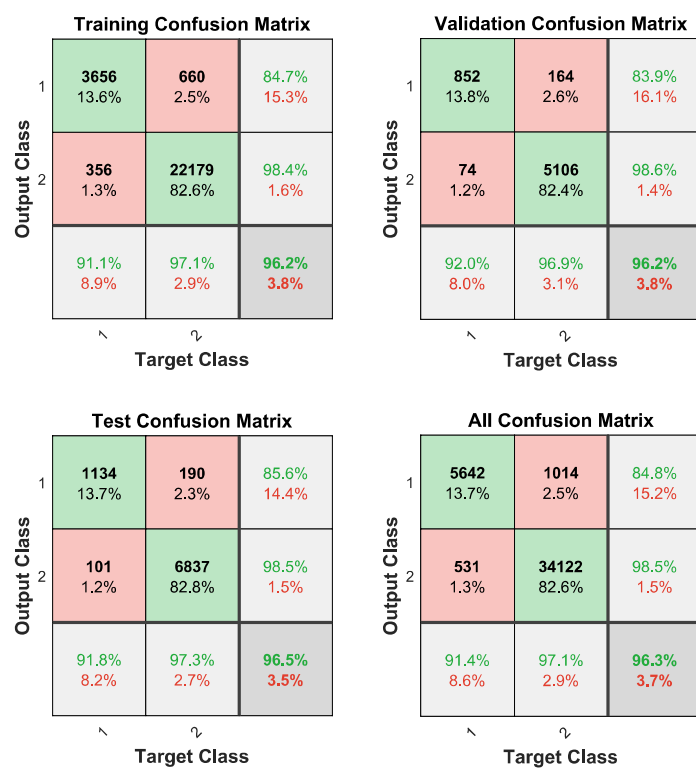 Training Confusion Matrix
3656 660 84.7%
1 13.6% 2.5% 15.3%
356 22179 98.4%
2 1.3% 82.6% 1.6%
91.1% 97.1% 96.2%
8.9% 2.9% 3.8%
1 2
Target Class
Output Class
Validation Confusion Matrix
852 164 83.9%
1 13.8% 2.6% 16.1%
74 5106 98.6%
2 1.2% 82.4% 1.4%
92.0% 96.9% 96.2%
8.0% 3.1% 3.8%
1 2
Target Class
Output Class
Test Confusion Matrix
1134 190 85.6%
1 13.7% 2.3% 14.4%
101 6837 98.5%
2 1.2% 82.8% 1.5%
91.8% 97.3% 96.5%
8.2% 2.7% 3.5%
1 2
Target Class
Output Class
All Confusion Matrix
5642 1014 84.8%
1 13.7% 2.5% 15.2%
531 34122 98.5%
2 1.3% 82.6% 1.5%
91.4% 97.1% 96.3%
8.6% 2.9% 3.7%
1 2
Target Class
Output Class